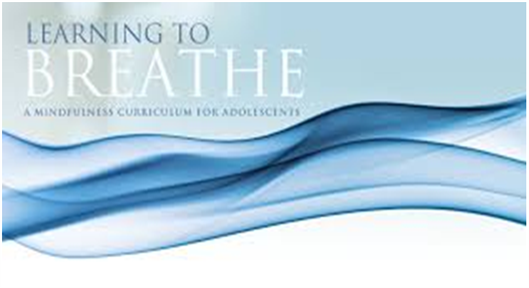 LEARNING TO
BREATHE
A MINDFULNESS CURRICULUM FOR ADOLESCENTS